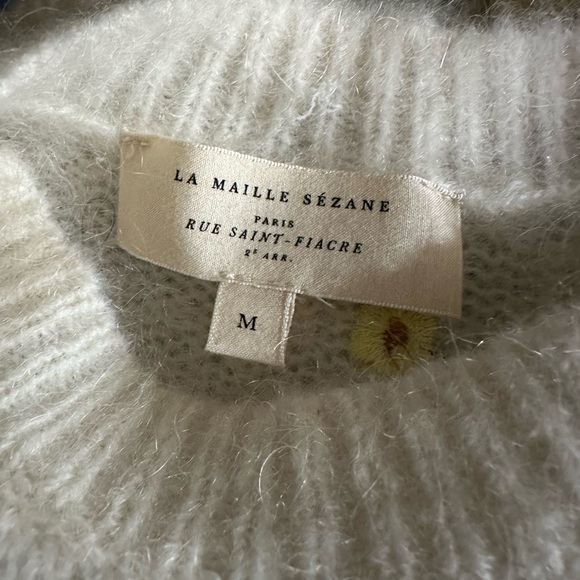 LA MAILLE SÉZANE
PARIS
RUE SAINT-FIACRE
2E ARR.
M